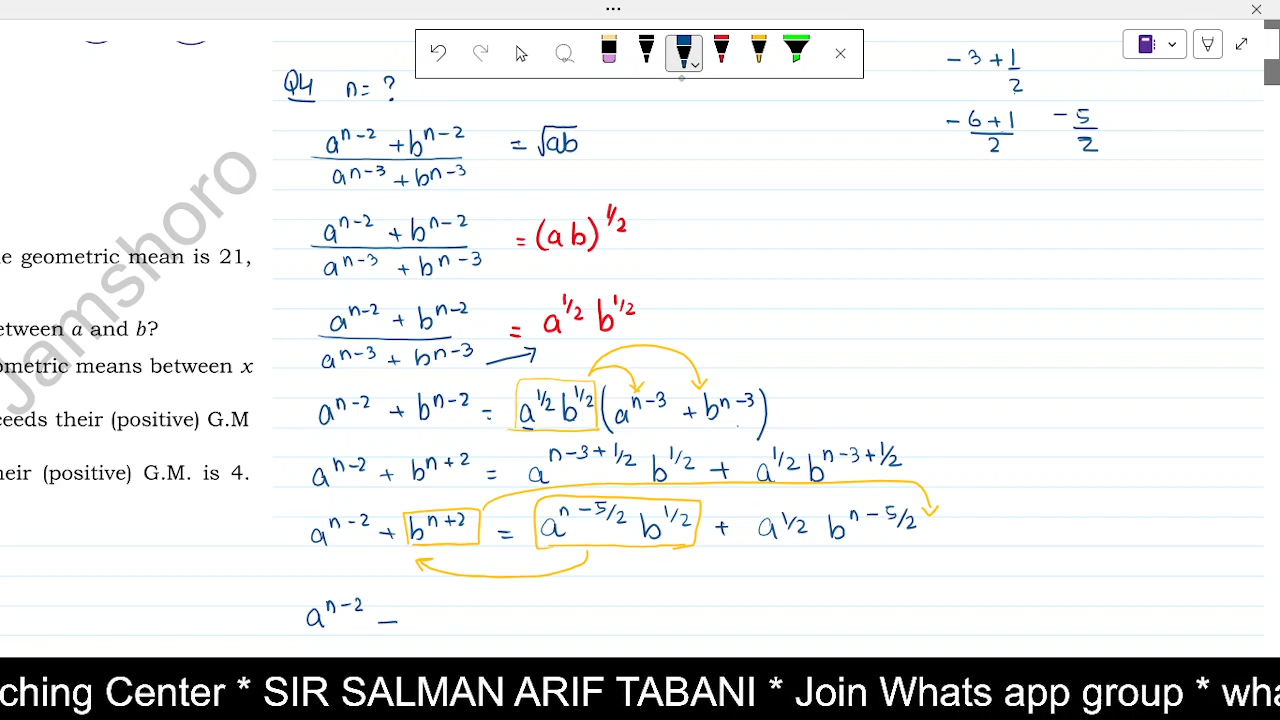 Q4 n = ?
- 3 + 1/2
a^{n-2} + b^{n-2} / a^{n-3} + b^{n-3} = √ab
- 6 + 1 / 2   - 5/2
a^{n-2} + b^{n-2} / a^{n-3} + b^{n-3} = (ab)^{1/2}
e geometric mean is 21,
a^{n-2} + b^{n-2} / a^{n-3} + b^{n-3} = a^{1/2} b^{1/2}
etween a and b?
ometric means between x
a^{n-2} + b^{n-2} = a^{1/2} b^{1/2} (a^{n-3} + b^{n-3})
ceeds their (positive) G.M
a^{n-2} + b^{n+2} = a^{n-3+1/2} b^{1/2} + a^{1/2} b^{n-3+1/2}
heir (positive) G.M. is 4.
a^{n-2} + b^{n+2} = a^{n-5/2} b^{1/2} + a^{1/2} b^{n-5/2}
a^{n-2} -
Jamshoro
ching Center * SIR SALMAN ARIF TABANI * Join Whats app group * wha